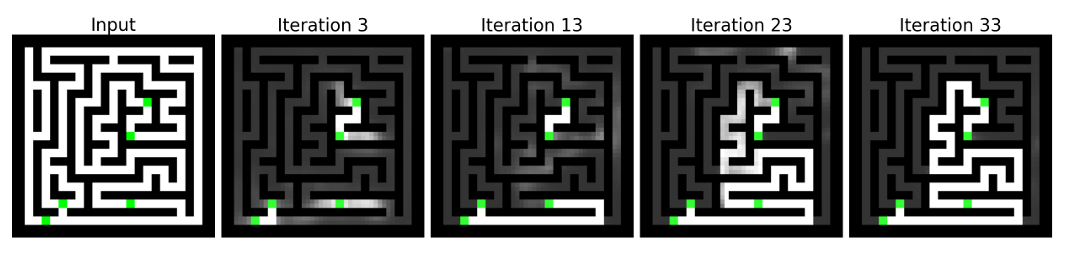 Input
Iteration 3
Iteration 13
Iteration 23
Iteration 33